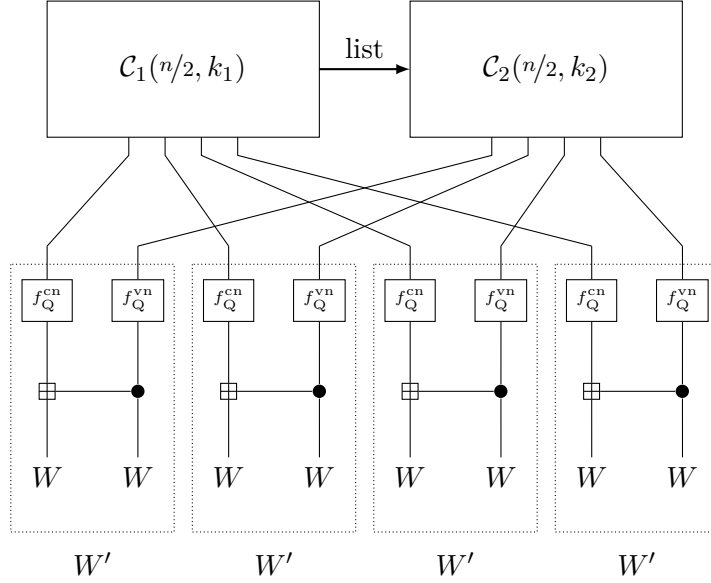 list
C₁(n/2, k₁) C₂(n/2, k₂)
f_Q^cn f_Q^vn f_Q^cn f_Q^vn f_Q^cn f_Q^vn f_Q^cn f_Q^vn
W W W W W W W W
W′ W′ W′ W′